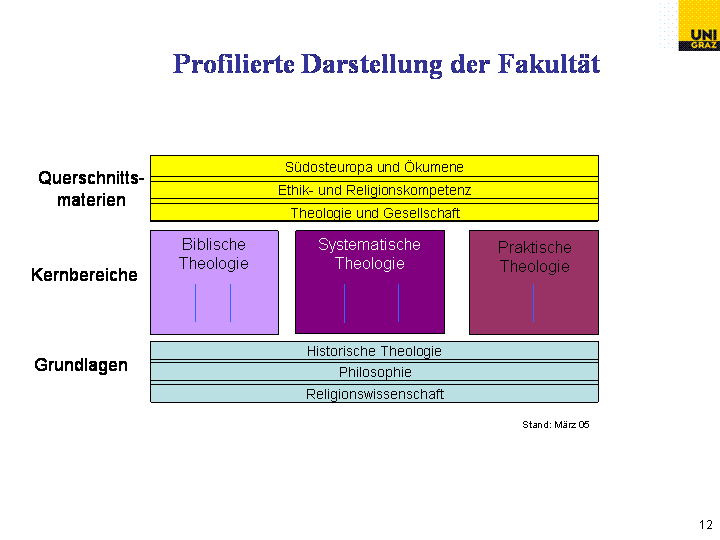 UNI
GRAZ
Profilierte Darstellung der Fakultät
Querschnitts-
materien
Südosteuropa und Ökumene
Ethik- und Religionskompetenz
Theologie und Gesellschaft
Kernbereiche
Biblische
Theologie
Systematische
Theologie
Praktische
Theologie
Grundlagen
Historische Theologie
Philosophie
Religionswissenschaft
Stand: März 05
12